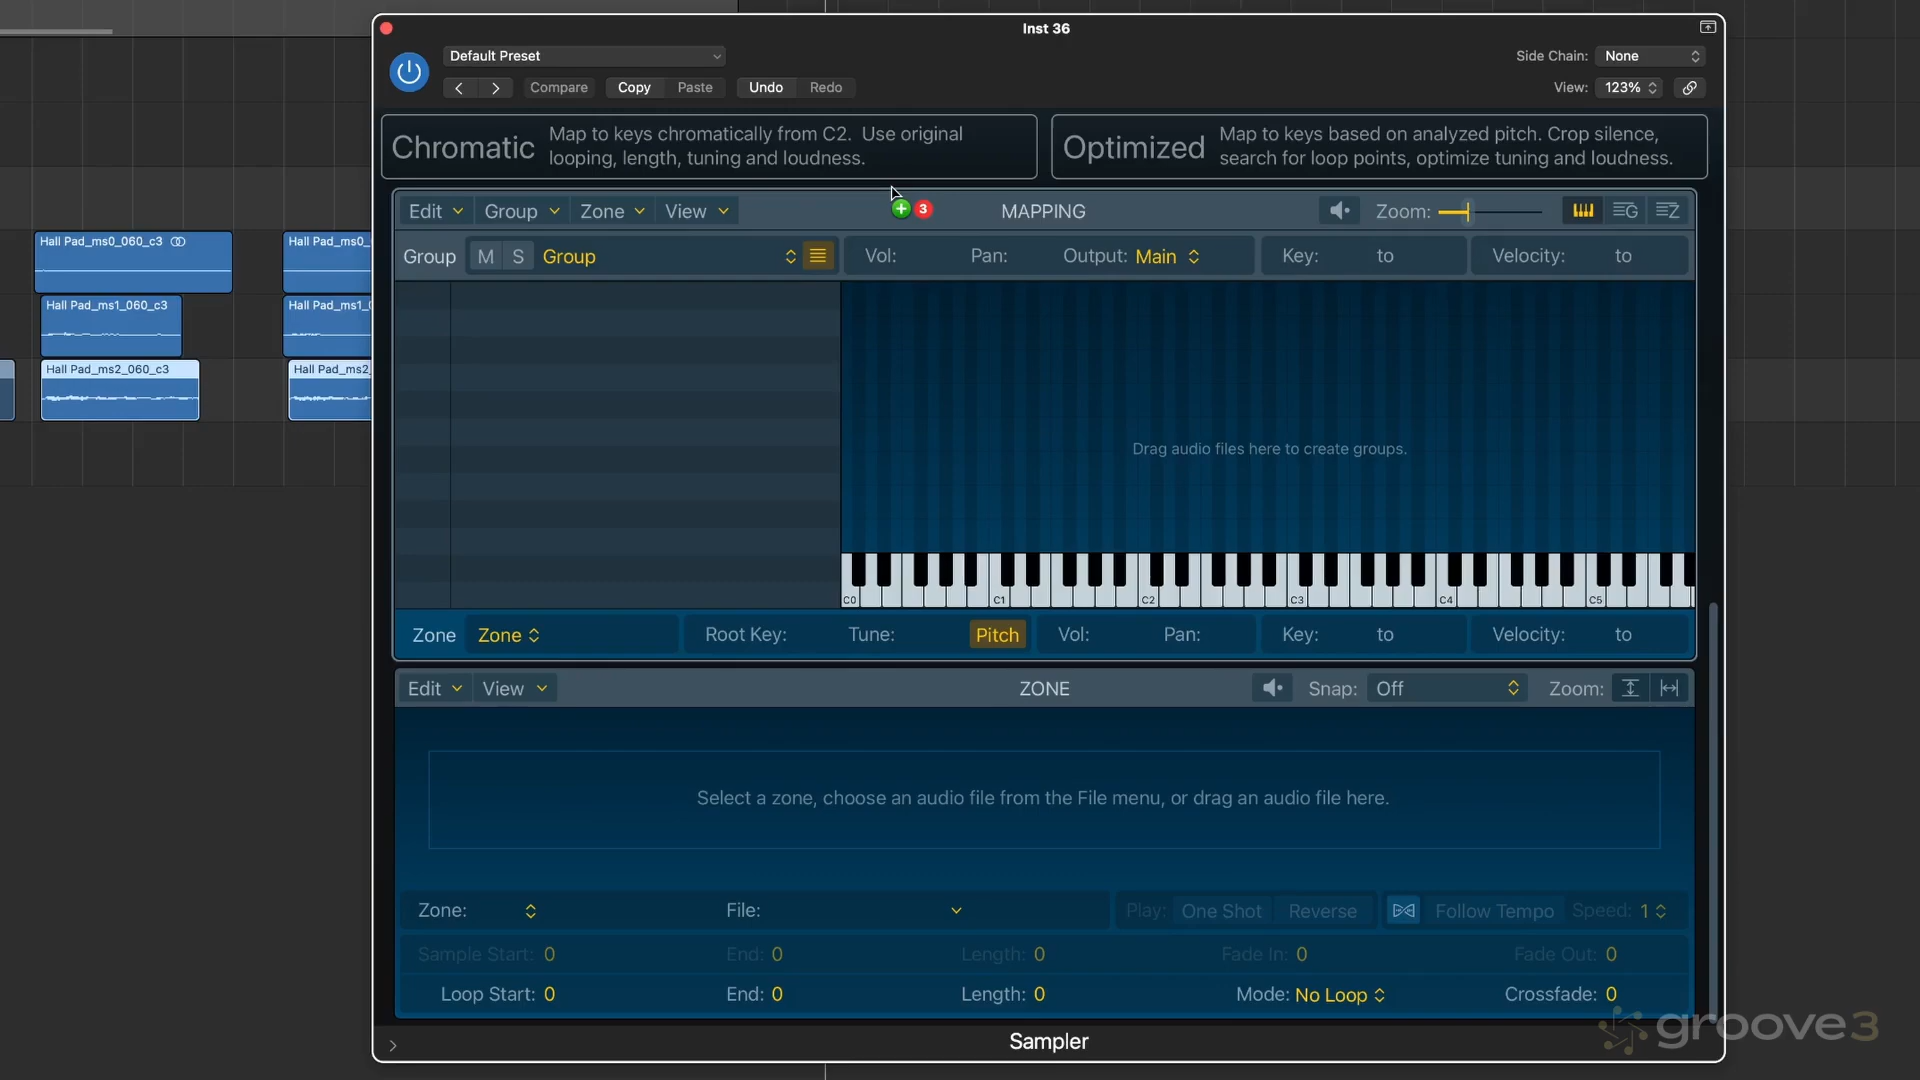 Inst 36
Default Preset
Side Chain: None
Compare Copy Paste Undo Redo
View: 123%
Chromatic
Map to keys chromatically from C2. Use original
looping, length, tuning and loudness.
Optimized
Map to keys based on analyzed pitch. Crop silence,
search for loop points, optimize tuning and loudness.
Edit Group Zone View
3
MAPPING
Zoom:
Group M S Group
Vol: Pan: Output: Main
Key: to
Velocity: to
Hall Pad_ms0_060_c3
Hall Pad_ms0_
Hall Pad_ms1_060_c3
Hall Pad_ms1_
Hall Pad_ms2_060_c3
Hall Pad_ms2_
Drag audio files here to create groups.
C0 C1 C2 C3 C4 C5
Zone Zone
Root Key: Tune: Pitch
Vol: Pan:
Key: to
Velocity: to
Edit View
ZONE
Snap: Off
Zoom:
Select a zone, choose an audio file from the File menu, or drag an audio file here.
Zone: File:
Play: One Shot Reverse
Follow Tempo Speed: 1
Sample Start: 0 End: 0 Length: 0 Fade In: 0 Fade Out: 0
Loop Start: 0 End: 0 Length: 0 Mode: No Loop Crossfade: 0
Sampler
groove3